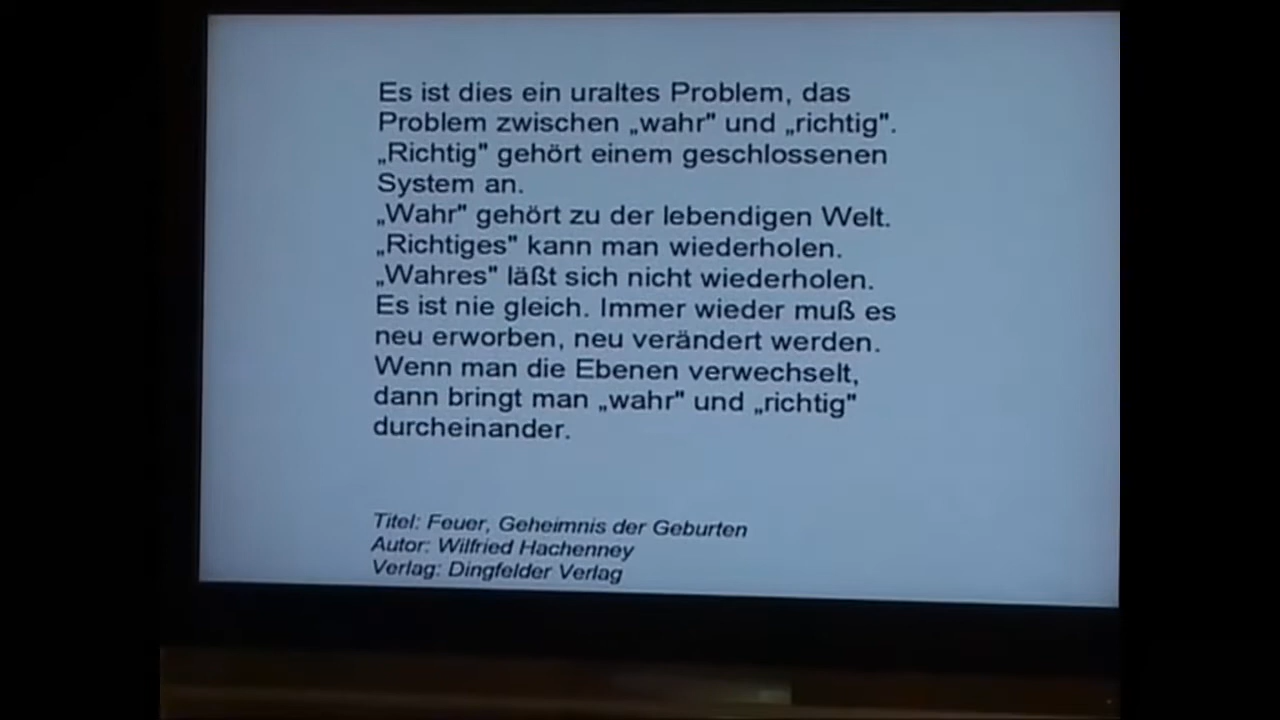 Es ist dies ein uraltes Problem, das
Problem zwischen „wahr" und „richtig".
„Richtig" gehört einem geschlossenen
System an.
„Wahr" gehört zu der lebendigen Welt.
„Richtiges" kann man wiederholen.
„Wahres" läßt sich nicht wiederholen.
Es ist nie gleich. Immer wieder muß es
neu erworben, neu verändert werden.
Wenn man die Ebenen verwechselt,
dann bringt man „wahr" und „richtig"
durcheinander.
Titel: Feuer, Geheimnis der Geburten
Autor: Wilfried Hachenney
Verlag: Dingfelder Verlag